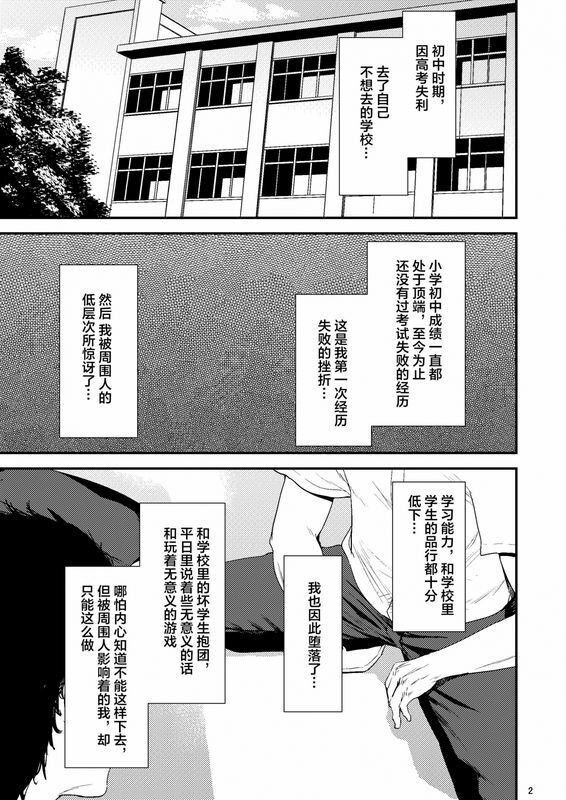 初中时期，
因高考失利
去了自己
不想去的学校…
小学初中成绩一直都
处于顶端，至今为止
还没有过考试失败的经历
这是我第一次经历
失败的挫折…
然后 我被周围人的
低层次所惊讶了…
学习能力，和学校里
学生的品行都十分
低下…
我也因此堕落了…
和学校里的坏学生抱团，
平日里说着些无意义的话
和玩着无意义的游戏
哪怕内心知道不能这样下去，
但被周围人影响着的我，却
只能这么做
2